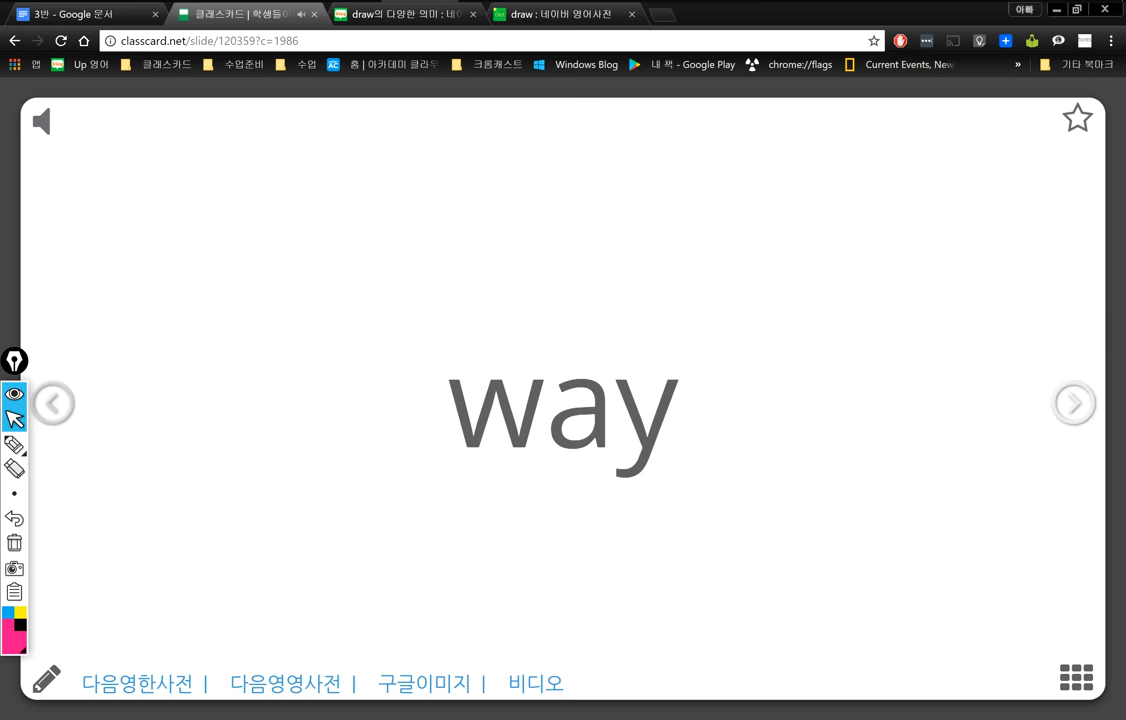 3반 - Google 문서
클래스카드 | 학생들이
draw의 다양한 의미 : 네이
draw : 네이버 영어사전
아빠
classcard.net/slide/120359?c=1986
앱
Up 영어
클래스카드
수업준비
수업
홈 | 아카데미 클라우
크롬캐스트
Windows Blog
내 책 - Google Play
chrome://flags
Current Events, New
»
기타 북마크
way
다음영한사전 |
다음영영사전 |
구글이미지 |
비디오